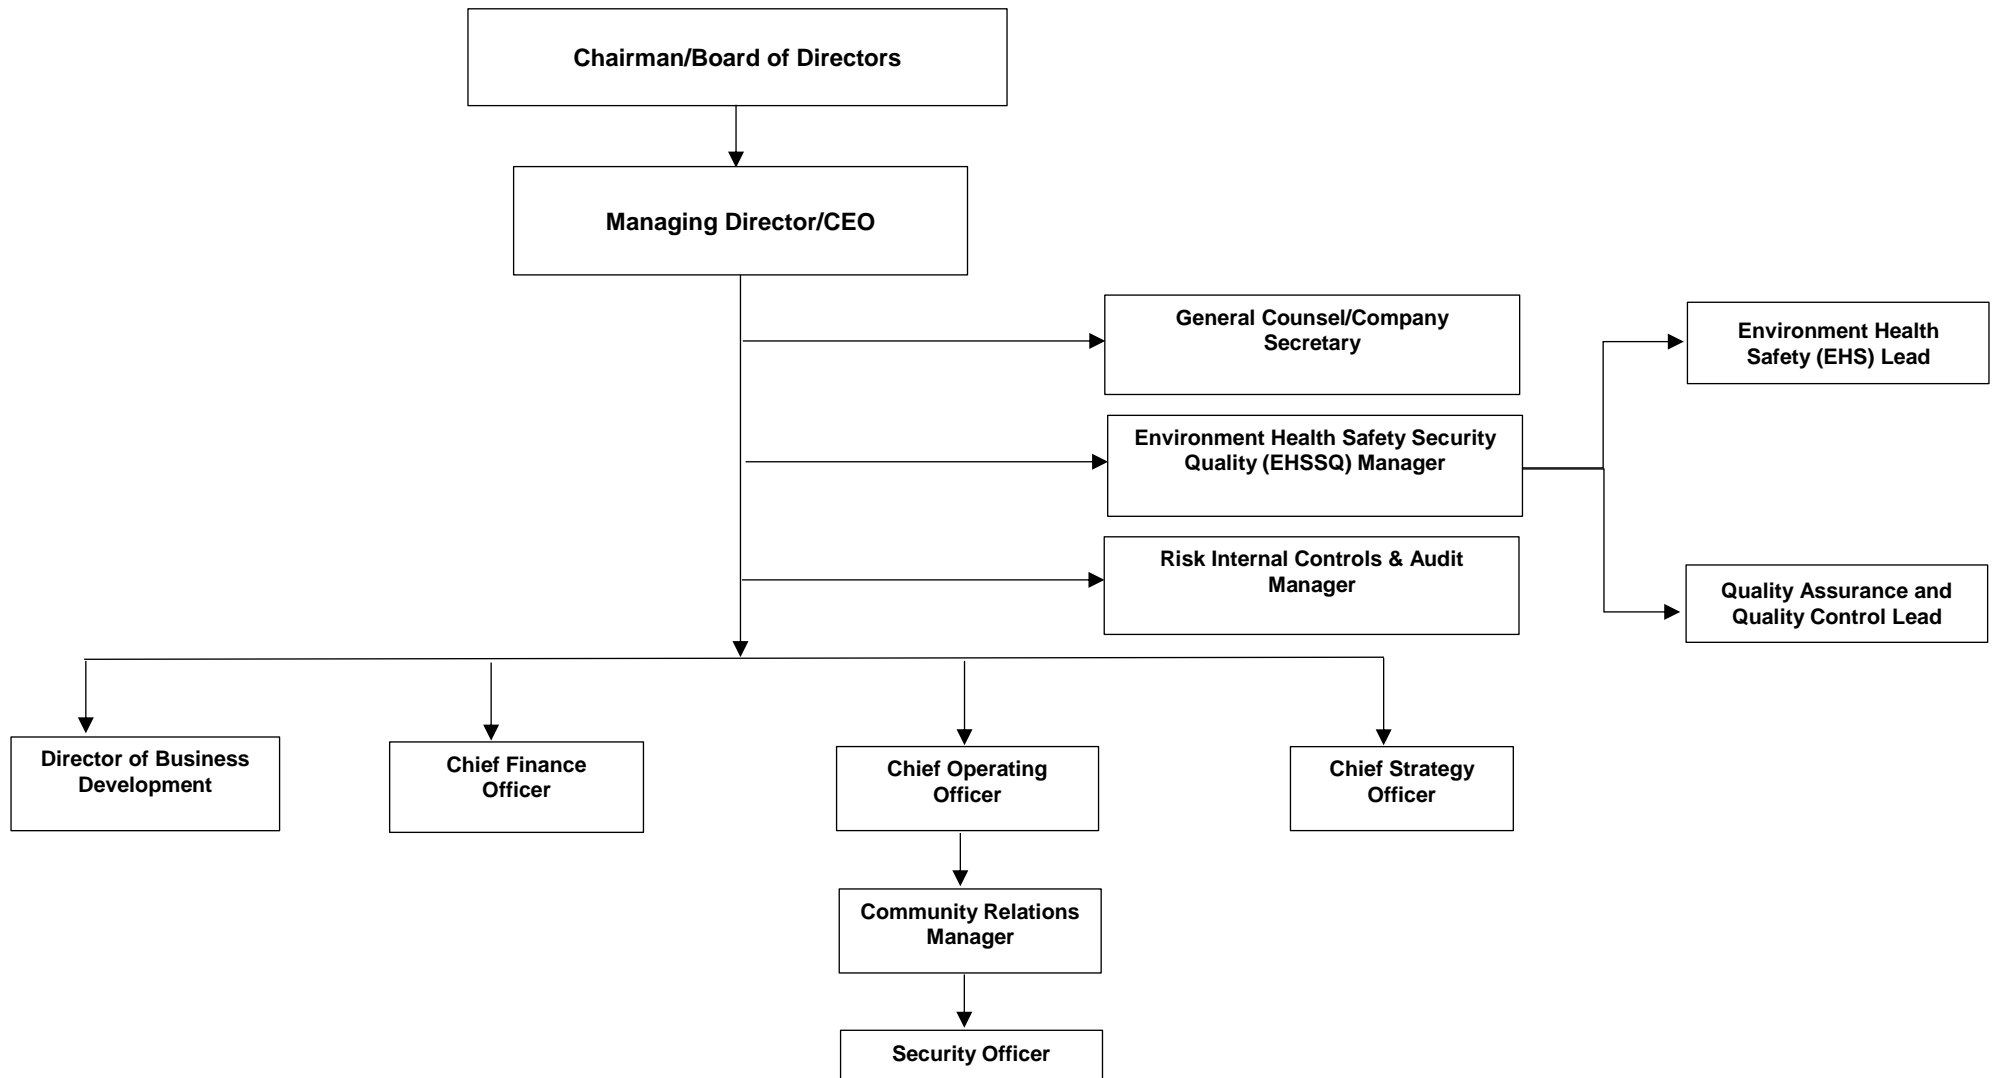 Chairman/Board of Directors
Managing Director/CEO
General Counsel/Company
Secretary
Environment Health
Safety (EHS) Lead
Environment Health Safety Security
Quality (EHSSQ) Manager
Risk Internal Controls & Audit
Manager
Quality Assurance and
Quality Control Lead
Director of Business
Development
Chief Finance
Officer
Chief Operating
Officer
Chief Strategy
Officer
Community Relations
Manager
Security Officer